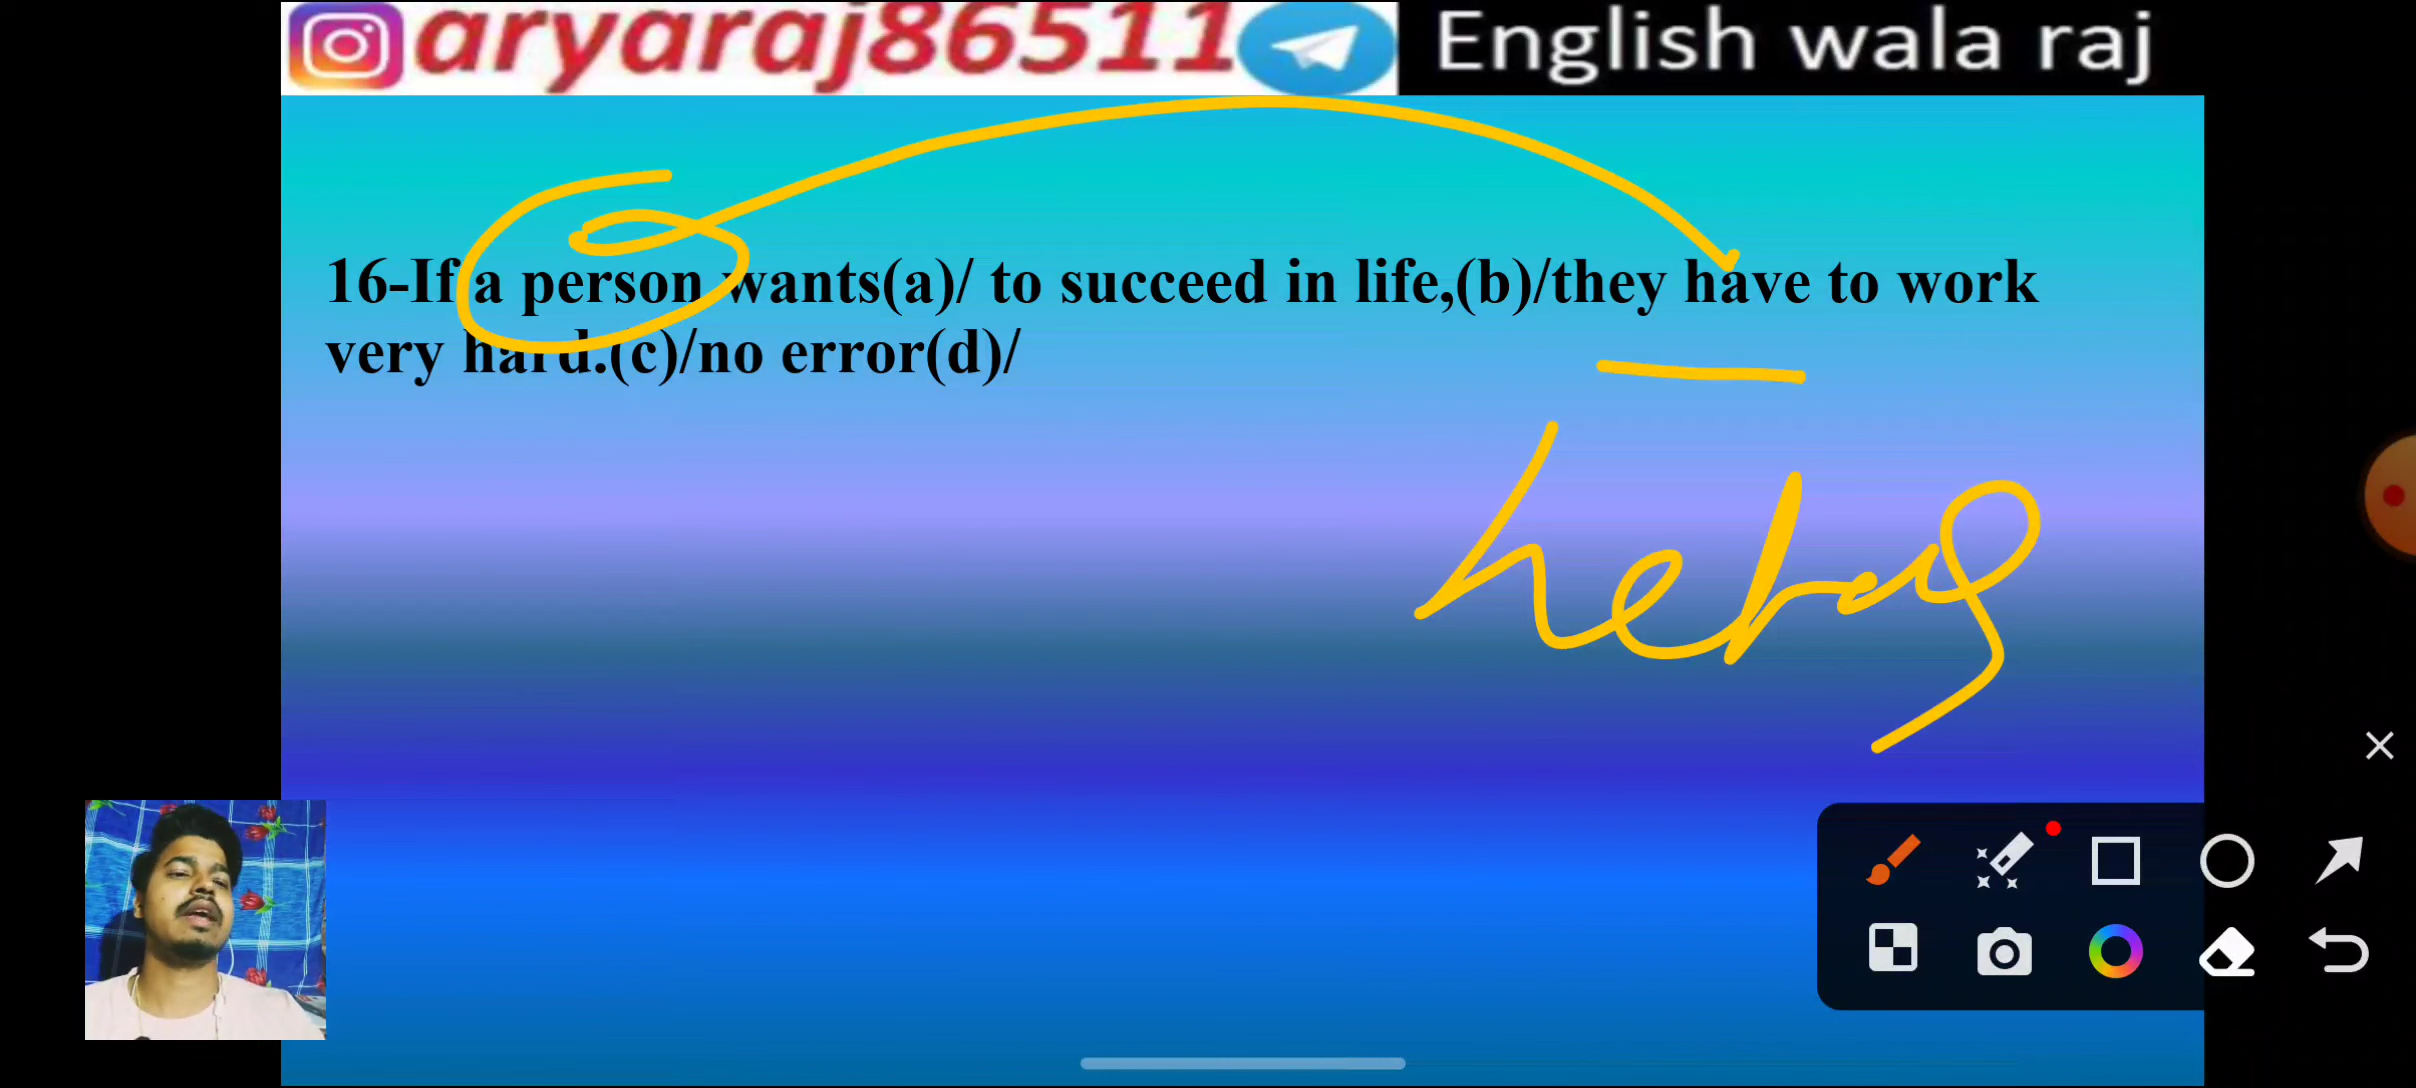 aryaraj86511 English wala raj
16-If a person wants(a)/ to succeed in life,(b)/they have to work
very hard.(c)/no error(d)/
he has